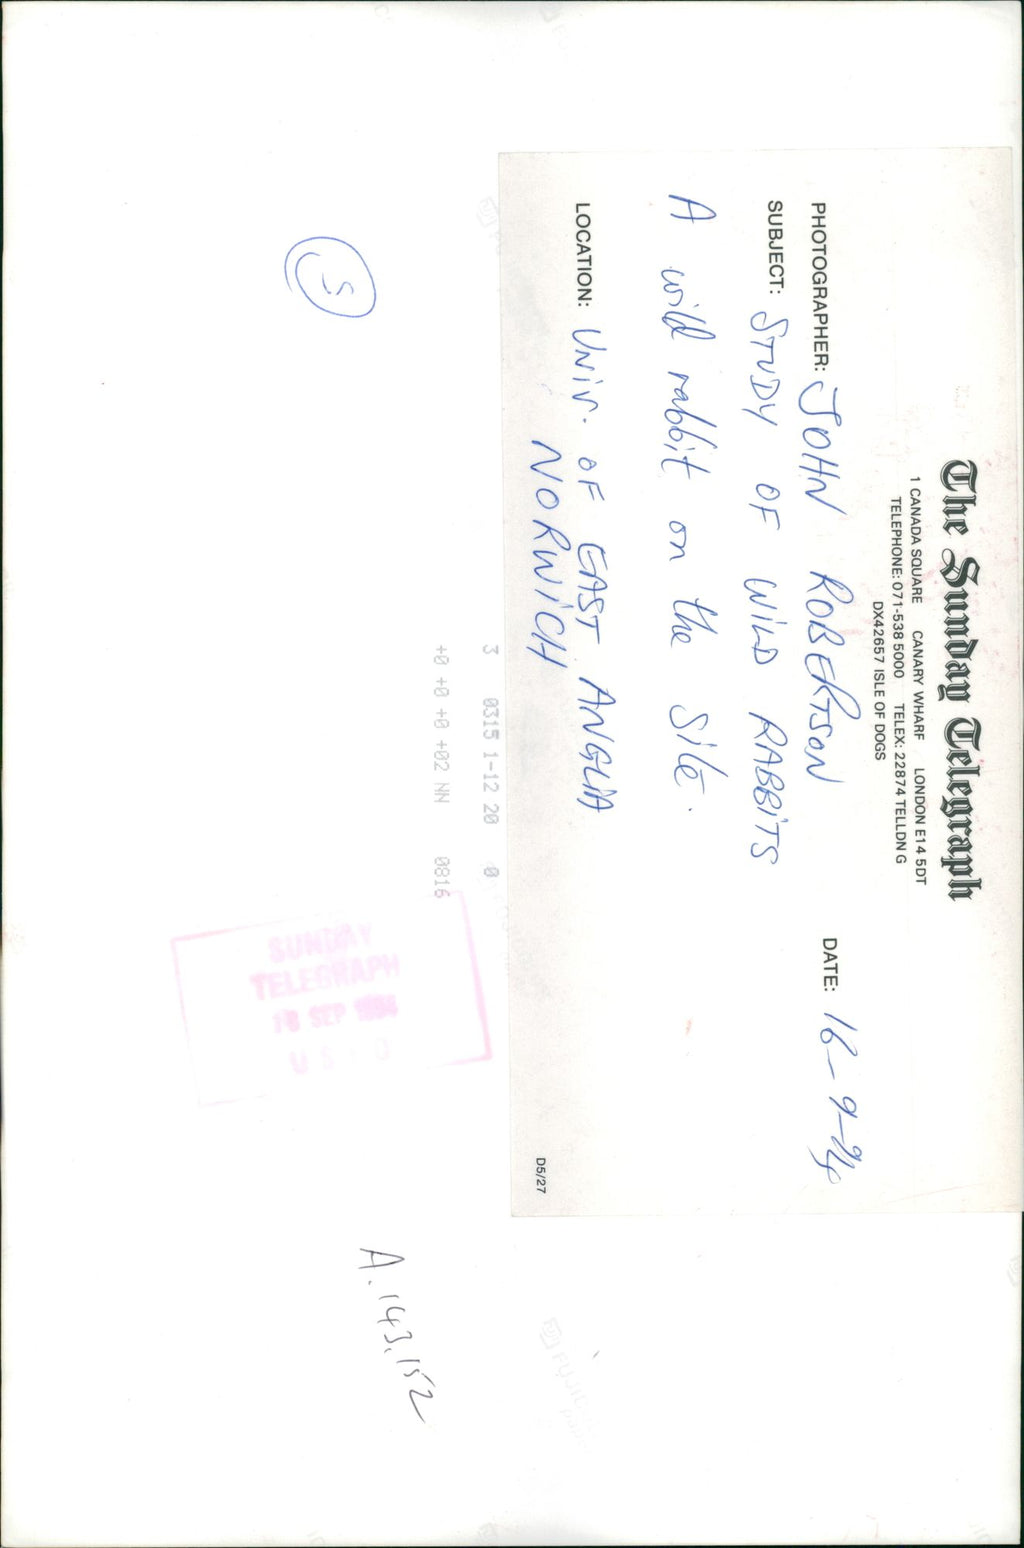 The Sunday Telegraph
1 CANADA SQUARE CANARY WHARF LONDON E14 5DT
TELEPHONE: 071-538 5000 TELEX: 22874 TELLDN G
DX42657 ISLE OF DOGS
PHOTOGRAPHER: JOHN ROBERTSON DATE: 16-9-94
SUBJECT: STUDY OF WILD RABBITS
A wild rabbit on the site.
LOCATION: UNIV. OF EAST ANGLIA
NORWICH
D5/27
3 0315 1-12 20 0
+0 +0 +0 +02 NN 0816
S
SUNDAY
TELEGRAPH
SEP 1994
A.143,152